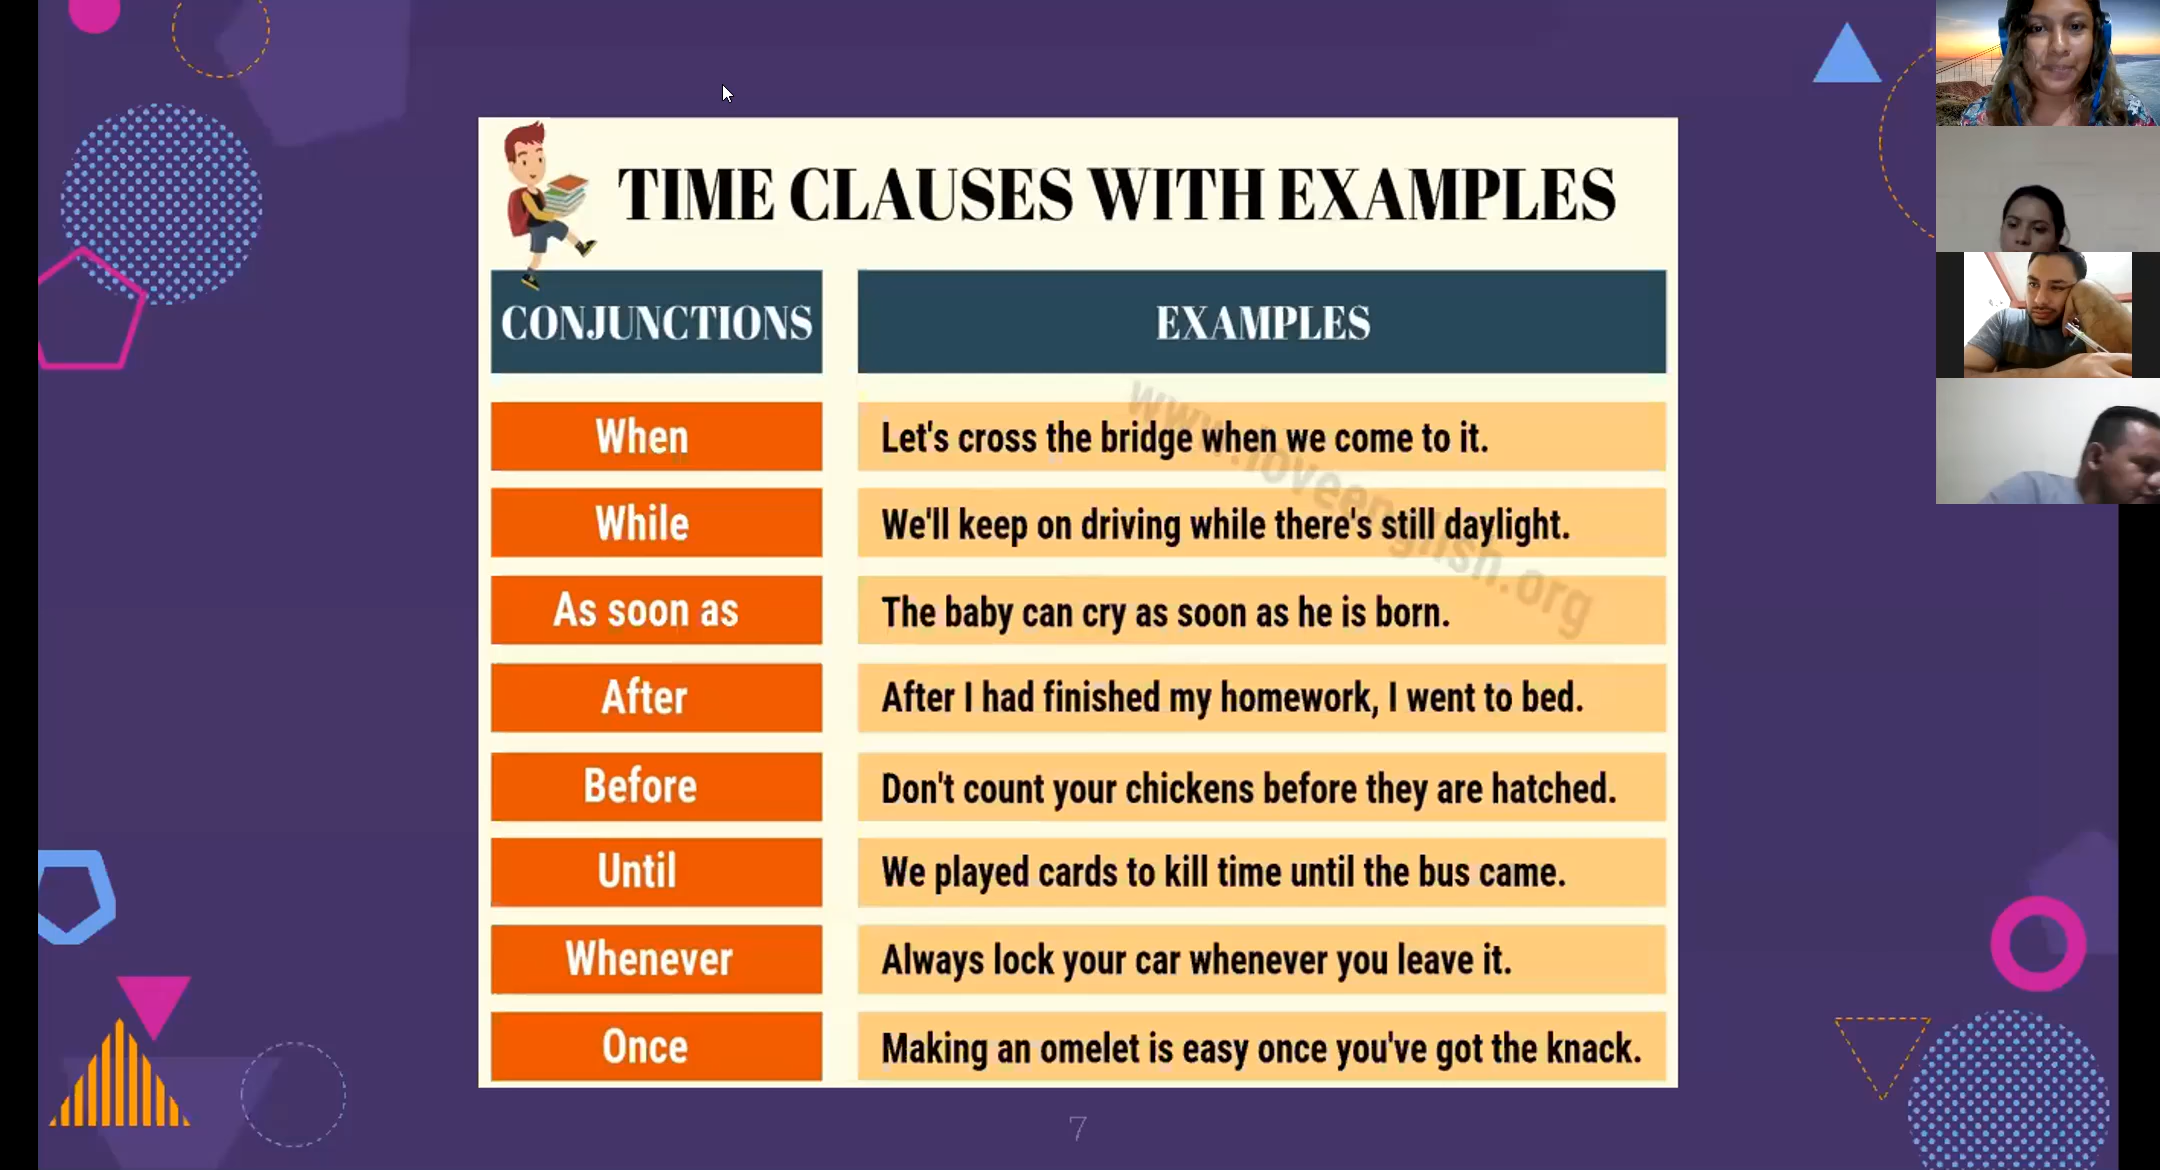 TIME CLAUSES WITH EXAMPLES
CONJUNCTIONS
EXAMPLES
When
Let's cross the bridge when we come to it.
While
We'll keep on driving while there's still daylight.
As soon as
The baby can cry as soon as he is born.
After
After I had finished my homework, I went to bed.
Before
Don't count your chickens before they are hatched.
Until
We played cards to kill time until the bus came.
Whenever
Always lock your car whenever you leave it.
Once
Making an omelet is easy once you've got the knack.
www.loveenglish.org
7